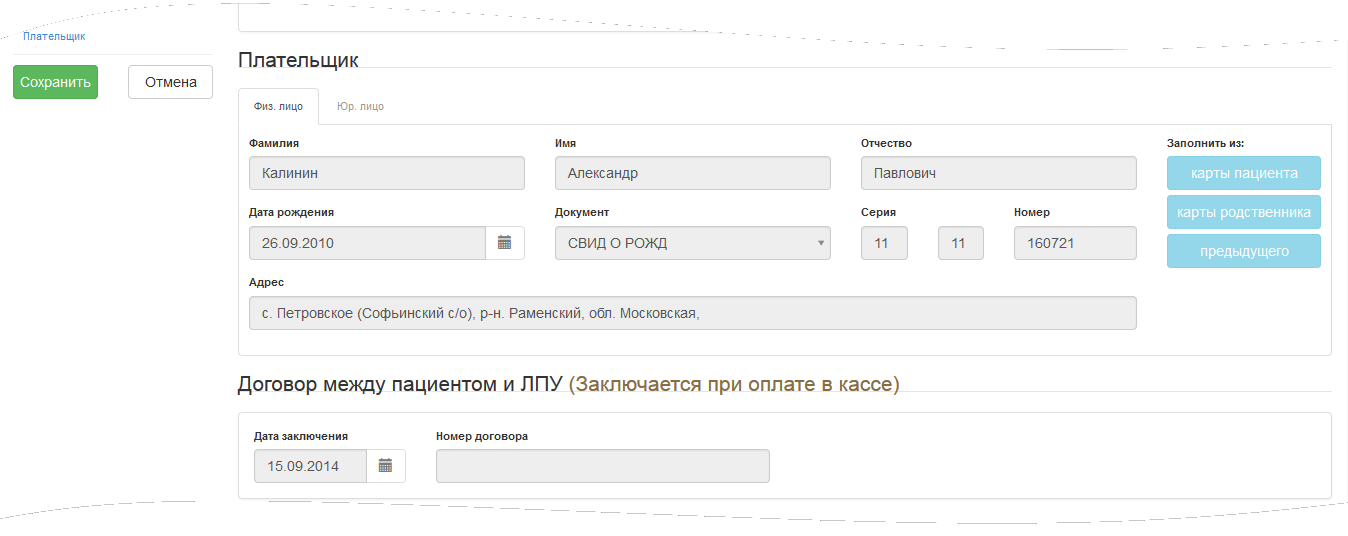 Плательщик
Сохранить
Отмена
Плательщик
Физ. лицо
Юр. лицо
Фамилия
Имя
Отчество
Заполнить из:
Калинин
Александр
Павлович
карты пациента
Дата рождения
Документ
Серия
Номер
карты родственника
26.09.2010
СВИД О РОЖД
11
11
160721
предыдущего
Адрес
с. Петровское (Софьинский с/о), р-н. Раменский, обл. Московская,
Договор между пациентом и ЛПУ (Заключается при оплате в кассе)
Дата заключения
Номер договора
15.09.2014